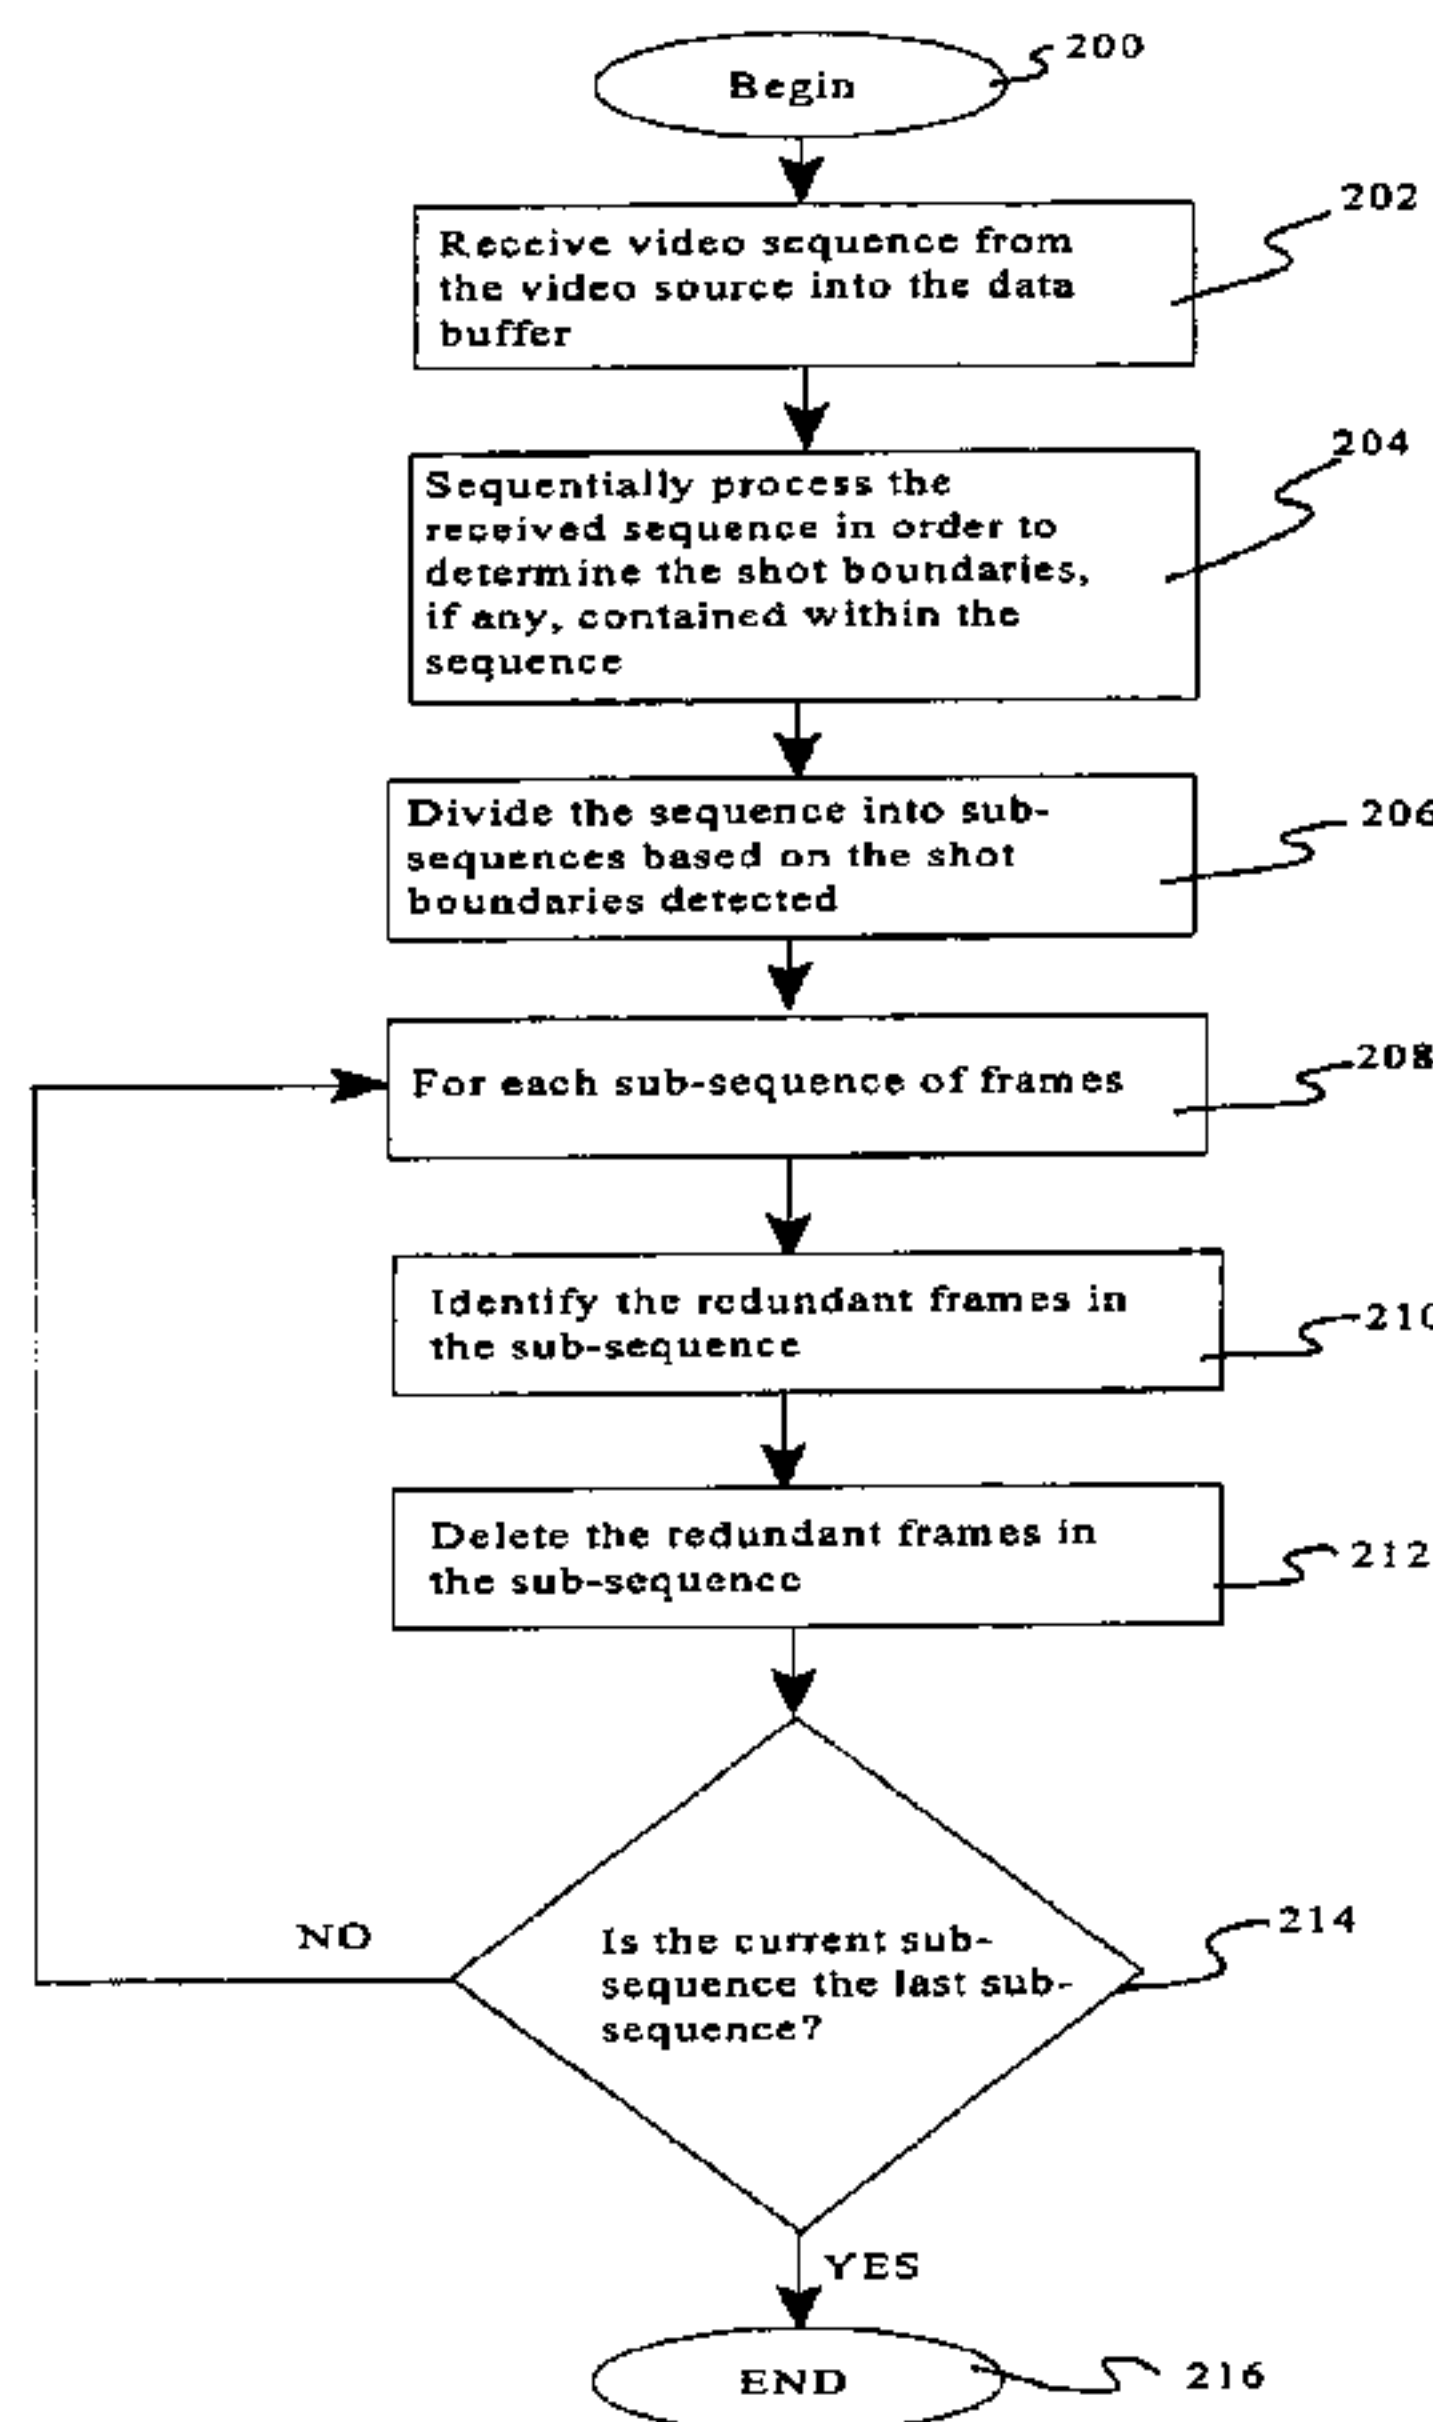 Begin
200
Receive video sequence from
the video source into the data
buffer
202
Sequentially process the
received sequence in order to
determine the shot boundaries,
if any, contained within the
sequence
204
Divide the sequence into sub-
sequences based on the shot
boundaries detected
206
For each sub-sequence of frames
208
Identify the redundant frames in
the sub-sequence
210
Delete the redundant frames in
the sub-sequence
212
Is the current sub-
sequence the last sub-
sequence?
214
NO
YES
END
216